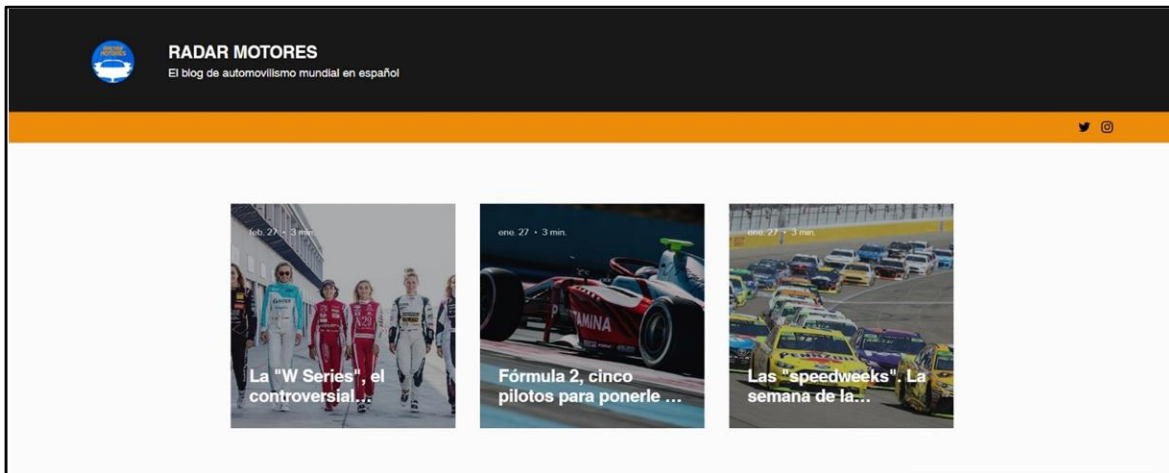 RADAR MOTORES
El blog de automovilismo mundial en español
feb. 27 • 3 min.
La "W Series", el
controversial...
ene. 27 • 3 min.
Fórmula 2, cinco
pilotos para ponerle ...
ene. 27 • 3 min.
Las "speedweeks". La
semana de la...
PENNZOIL